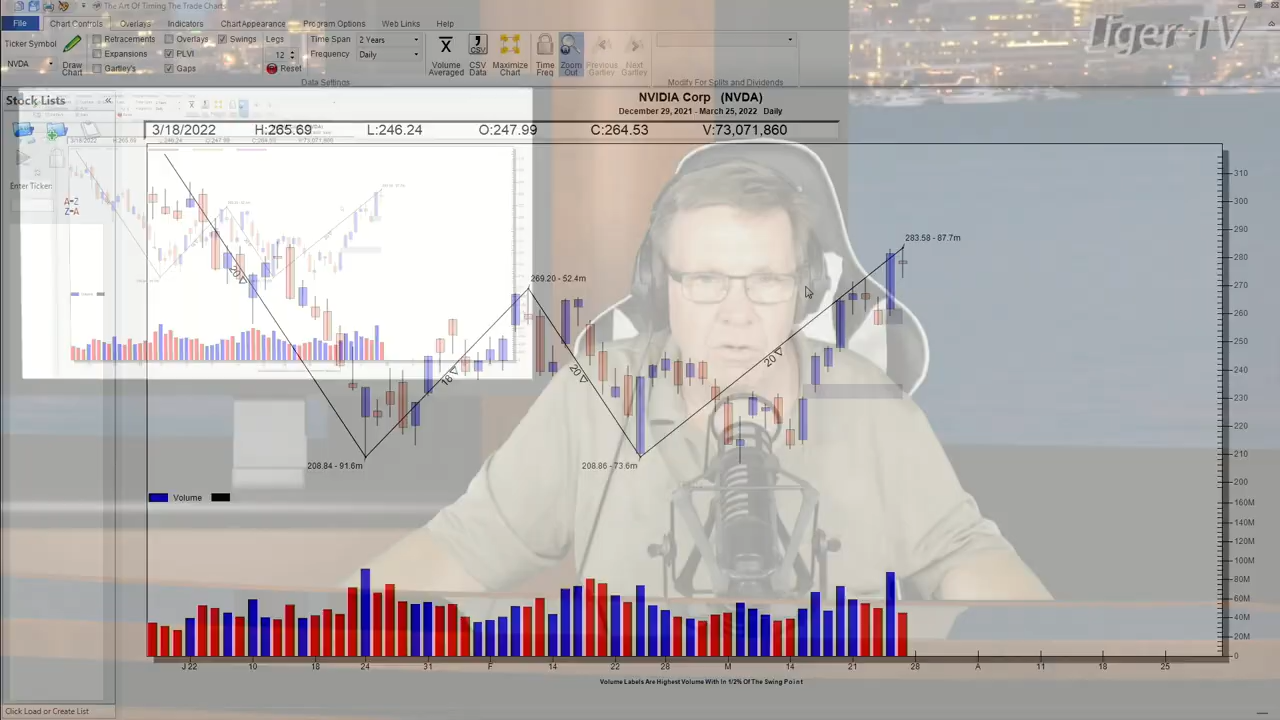 The Art Of Timing The Trade Charts
File Chart Controls Overlays Indicators Chart Appearance Program Options Web Links Help
Tiger-TV
Ticker Symbol
NVDA
Draw Chart
Retracements Overlays Swings Legs
Expansions PLVI 12
Gartley's Gaps Reset
Time Span 2 Years
Frequency Daily
Data Settings
Volume Averaged
CSV Data
Maximize Chart
Time Freq
Zoom Out
Previous Gartley
Next Gartley
Modify For Splits and Dividends
Stock Lists
Enter Ticker
A-Z
Z-A
NVIDIA Corp (NVDA)
December 29, 2021 - March 25, 2022 Daily
3/18/2022 H:265.69 L:246.24 O:247.99 C:264.53 V:73,071,860
283.58 - 87.7m
269.20 - 52.4m
208.84 - 91.6m
208.86 - 73.6m
20
18
20
20
310
300
290
280
270
260
250
240
230
220
210
200
160M
140M
120M
100M
80M
60M
40M
20M
0
Volume
J 22 10 18 24 31 F 14 22 M 14 21 28 A 11 18 25
Volume Labels Are Highest Volume With In 1/2% Of The Swing Point
Click Load or Create List